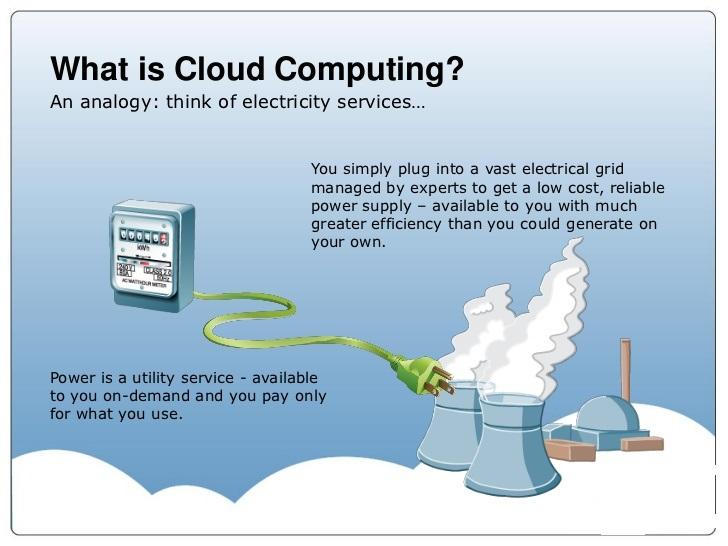 What is Cloud Computing?
An analogy: think of electricity services…
You simply plug into a vast electrical grid
managed by experts to get a low cost, reliable
power supply – available to you with much
greater efficiency than you could generate on
your own.
kWh
240V
CLASS 2.0
80A
50Hz
AC WATTHOUR METER
Power is a utility service - available
to you on-demand and you pay only
for what you use.